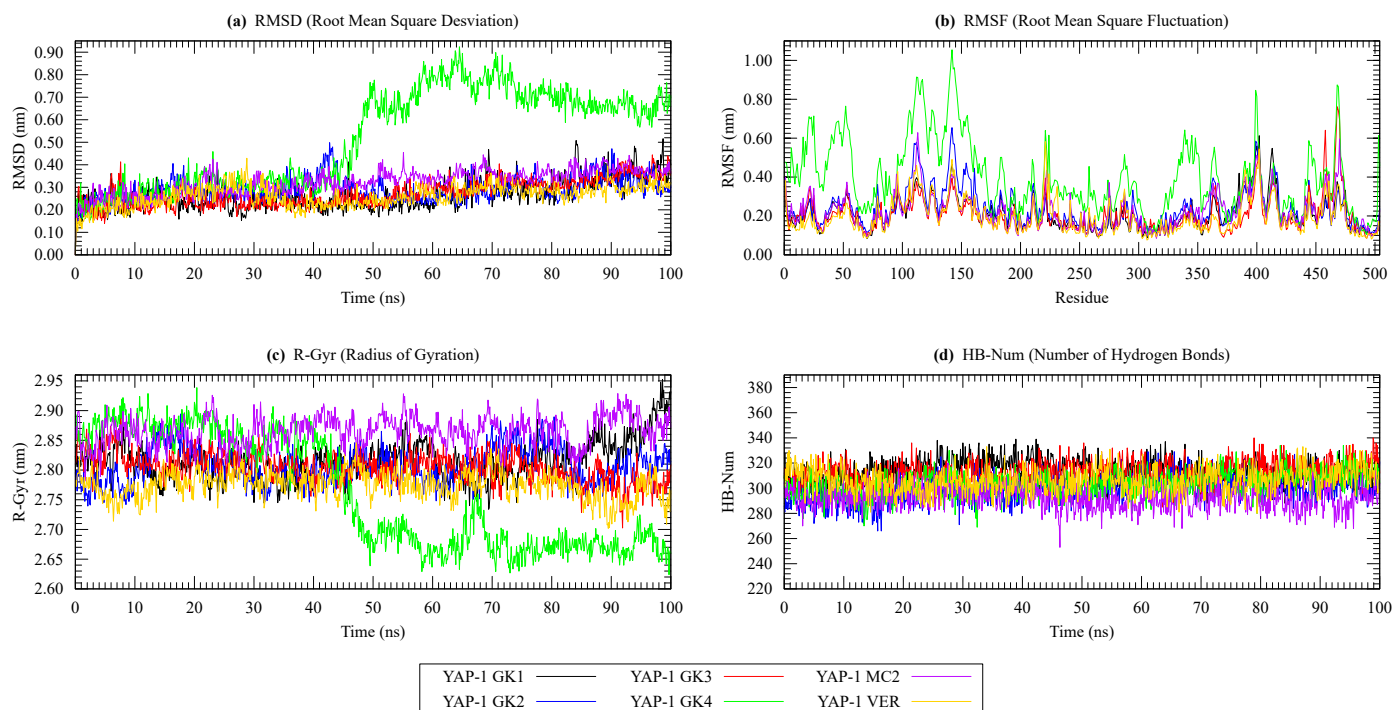 (a) RMSD (Root Mean Square Desviation)
RMSD (nm)
0.90
0.80
0.70
0.60
0.50
0.40
0.30
0.20
0.10
0.00
0 10 20 30 40 50 60 70 80 90 100
Time (ns)
(b) RMSF (Root Mean Square Fluctuation)
RMSF (nm)
1.00
0.80
0.60
0.40
0.20
0.00
0 50 100 150 200 250 300 350 400 450 500
Residue
(c) R-Gyr (Radius of Gyration)
R-Gyr (nm)
2.95
2.90
2.85
2.80
2.75
2.70
2.65
2.60
0 10 20 30 40 50 60 70 80 90 100
Time (ns)
(d) HB-Num (Number of Hydrogen Bonds)
HB-Num
380
360
340
320
300
280
260
240
220
0 10 20 30 40 50 60 70 80 90 100
Time (ns)
YAP-1 GK1 YAP-1 GK3 YAP-1 MC2
YAP-1 GK2 YAP-1 GK4 YAP-1 VER